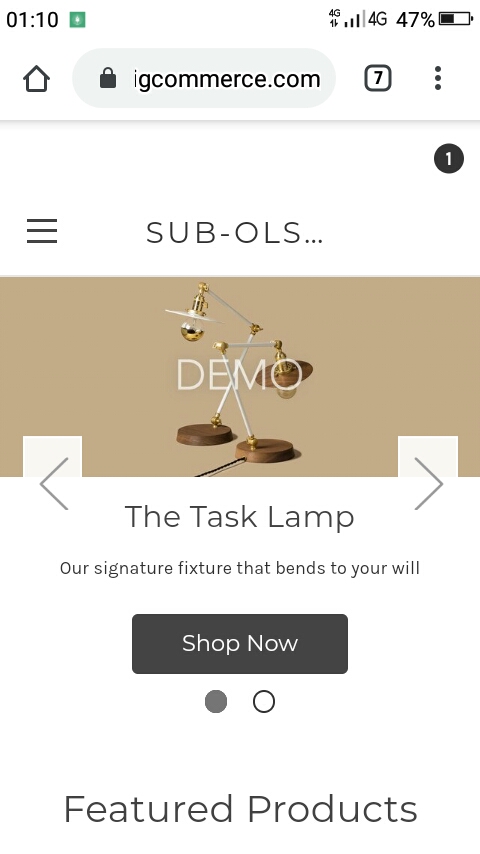 01:10 4G 4G 47%
igcommerce.com 7
1
SUB-OLS...
DEMO
The Task Lamp
Our signature fixture that bends to your will
Shop Now
Featured Products